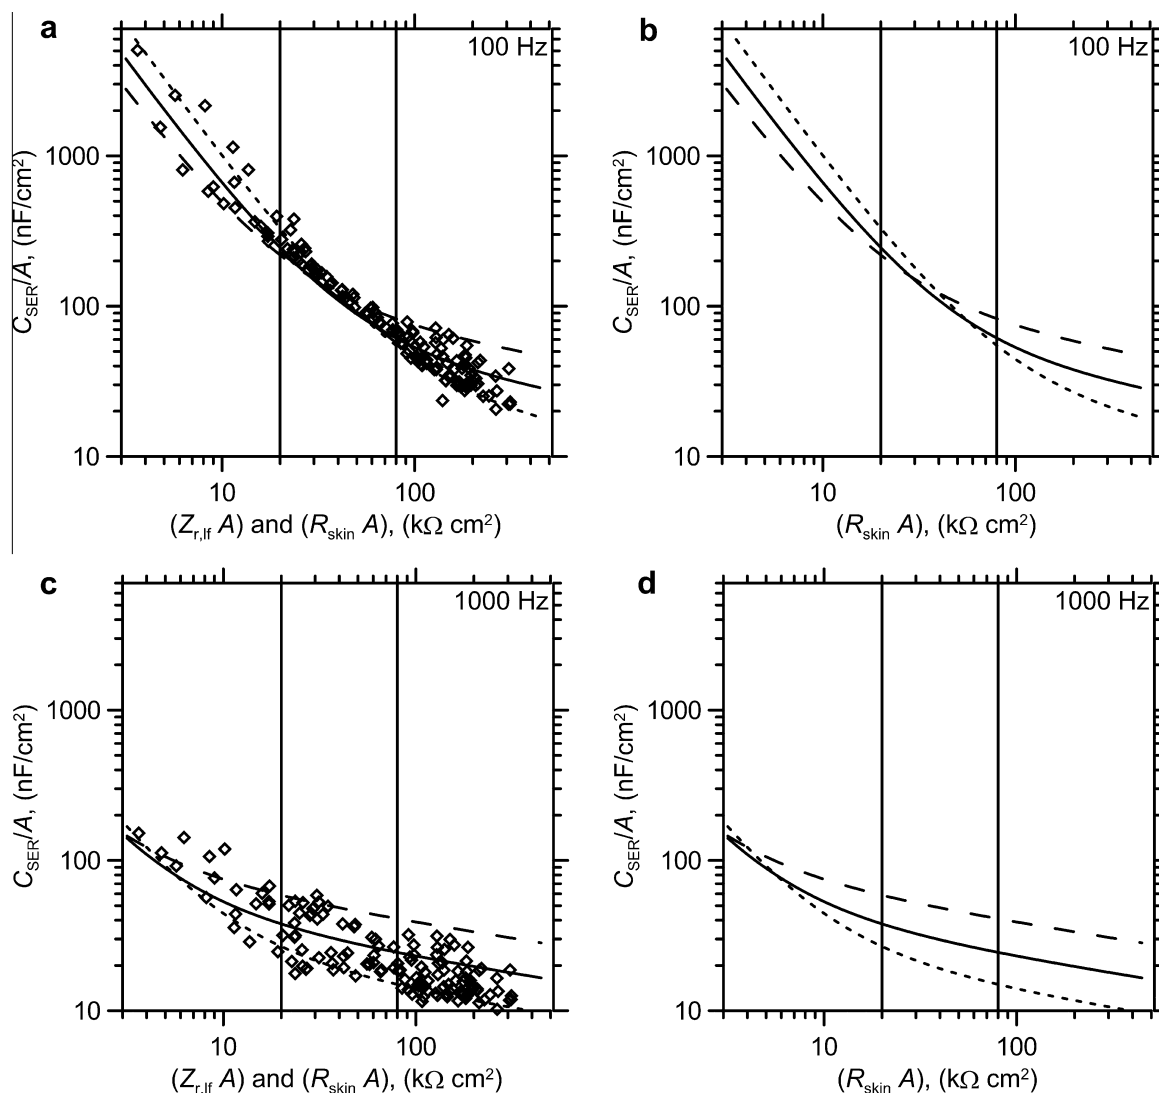 a
100 Hz
1000
100
10
C_SER/A, (nF/cm²)
10
100
(Z_r,lf A) and (R_skin A), (kΩ cm²)
b
100 Hz
1000
100
10
C_SER/A, (nF/cm²)
10
100
(R_skin A), (kΩ cm²)
c
1000 Hz
1000
100
10
C_SER/A, (nF/cm²)
10
100
(Z_r,lf A) and (R_skin A), (kΩ cm²)
d
1000 Hz
1000
100
10
C_SER/A, (nF/cm²)
10
100
(R_skin A), (kΩ cm²)